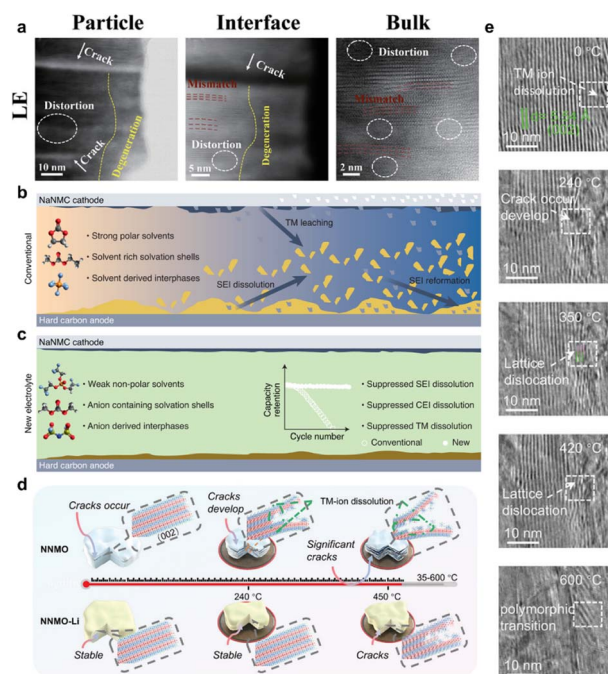 a
Particle
Interface
Bulk
LE
Crack
Distortion
Crack
Degeneration
10 nm
Mismatch
Distortion
Degeneration
5 nm
Distortion
Mismatch
Distortion
2 nm
b
NaNMC cathode
Conventional
• Strong polar solvents
• Solvent rich solvation shells
• Solvent derived interphases
TM leaching
SEI dissolution
SEI reformation
Hard carbon anode
c
NaNMC cathode
New electrolyte
• Weak non-polar solvents
• Anion containing solvation shells
• Anion derived interphases
Capacity
retention
Cycle number
• Suppressed SEI dissolution
• Suppressed CEI dissolution
• Suppressed TM dissolution
Conventional
New
Hard carbon anode
d
Cracks occur
NNMO
(002)
Cracks
develop
TM-ion dissolution
Significant
cracks
35-600 °C
240 °C
450 °C
NNMO-Li
Stable
Stable
Cracks
e
0 °C
TM ion
dissolution
10 nm
240 °C
Crack occur/
develop
10 nm
350 °C
Lattice
dislocation
10 nm
420 °C
Lattice
dislocation
10 nm
600 °C
polymorphic
transition
10 nm